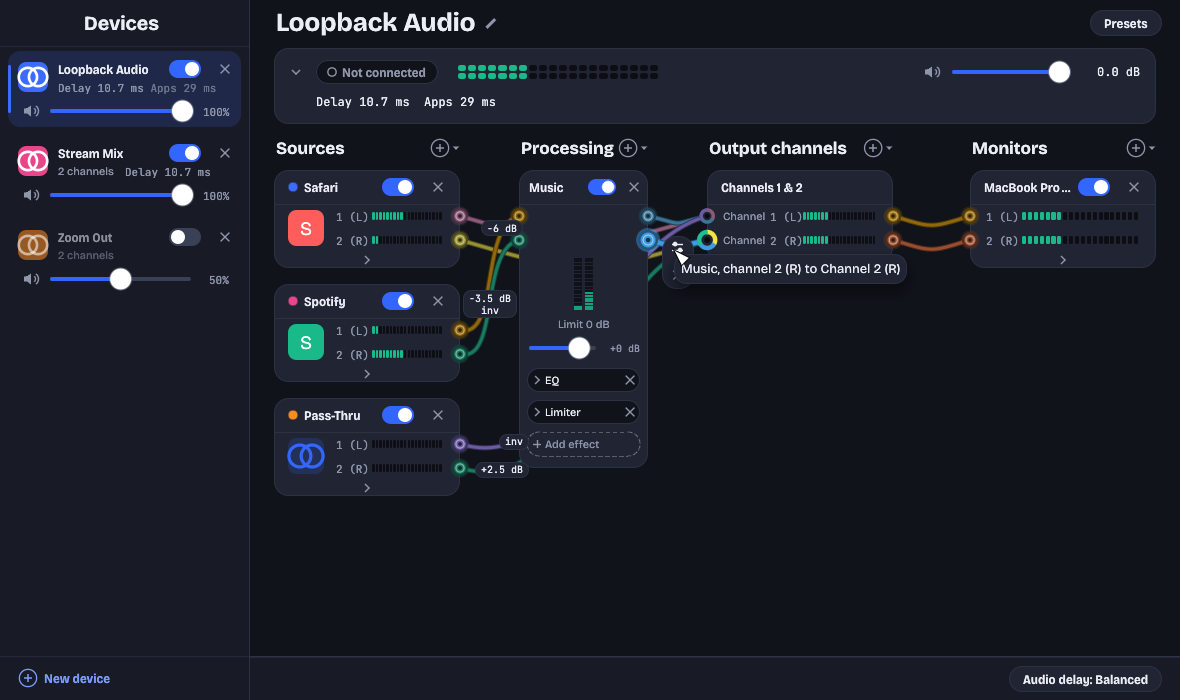 Devices
Loopback Audio
Delay 10.7 ms Apps 29 ms
100%
Stream Mix
2 channels Delay 10.7 ms
100%
Zoom Out
2 channels
50%
New device
Loopback Audio
Presets
Not connected
0.0 dB
Delay 10.7 ms Apps 29 ms
Sources
Processing
Output channels
Monitors
Safari
S
1 (L)
2 (R)
-6 dB
Spotify
S
1 (L)
2 (R)
-3.5 dB
inv
Pass-Thru
1 (L)
2 (R)
inv
+2.5 dB
Music
Limit 0 dB
+0 dB
EQ
Limiter
+ Add effect
Channels 1 & 2
Channel 1 (L)
Channel 2 (R)
Music, channel 2 (R) to Channel 2 (R)
MacBook Pro ...
1 (L)
2 (R)
Audio delay: Balanced